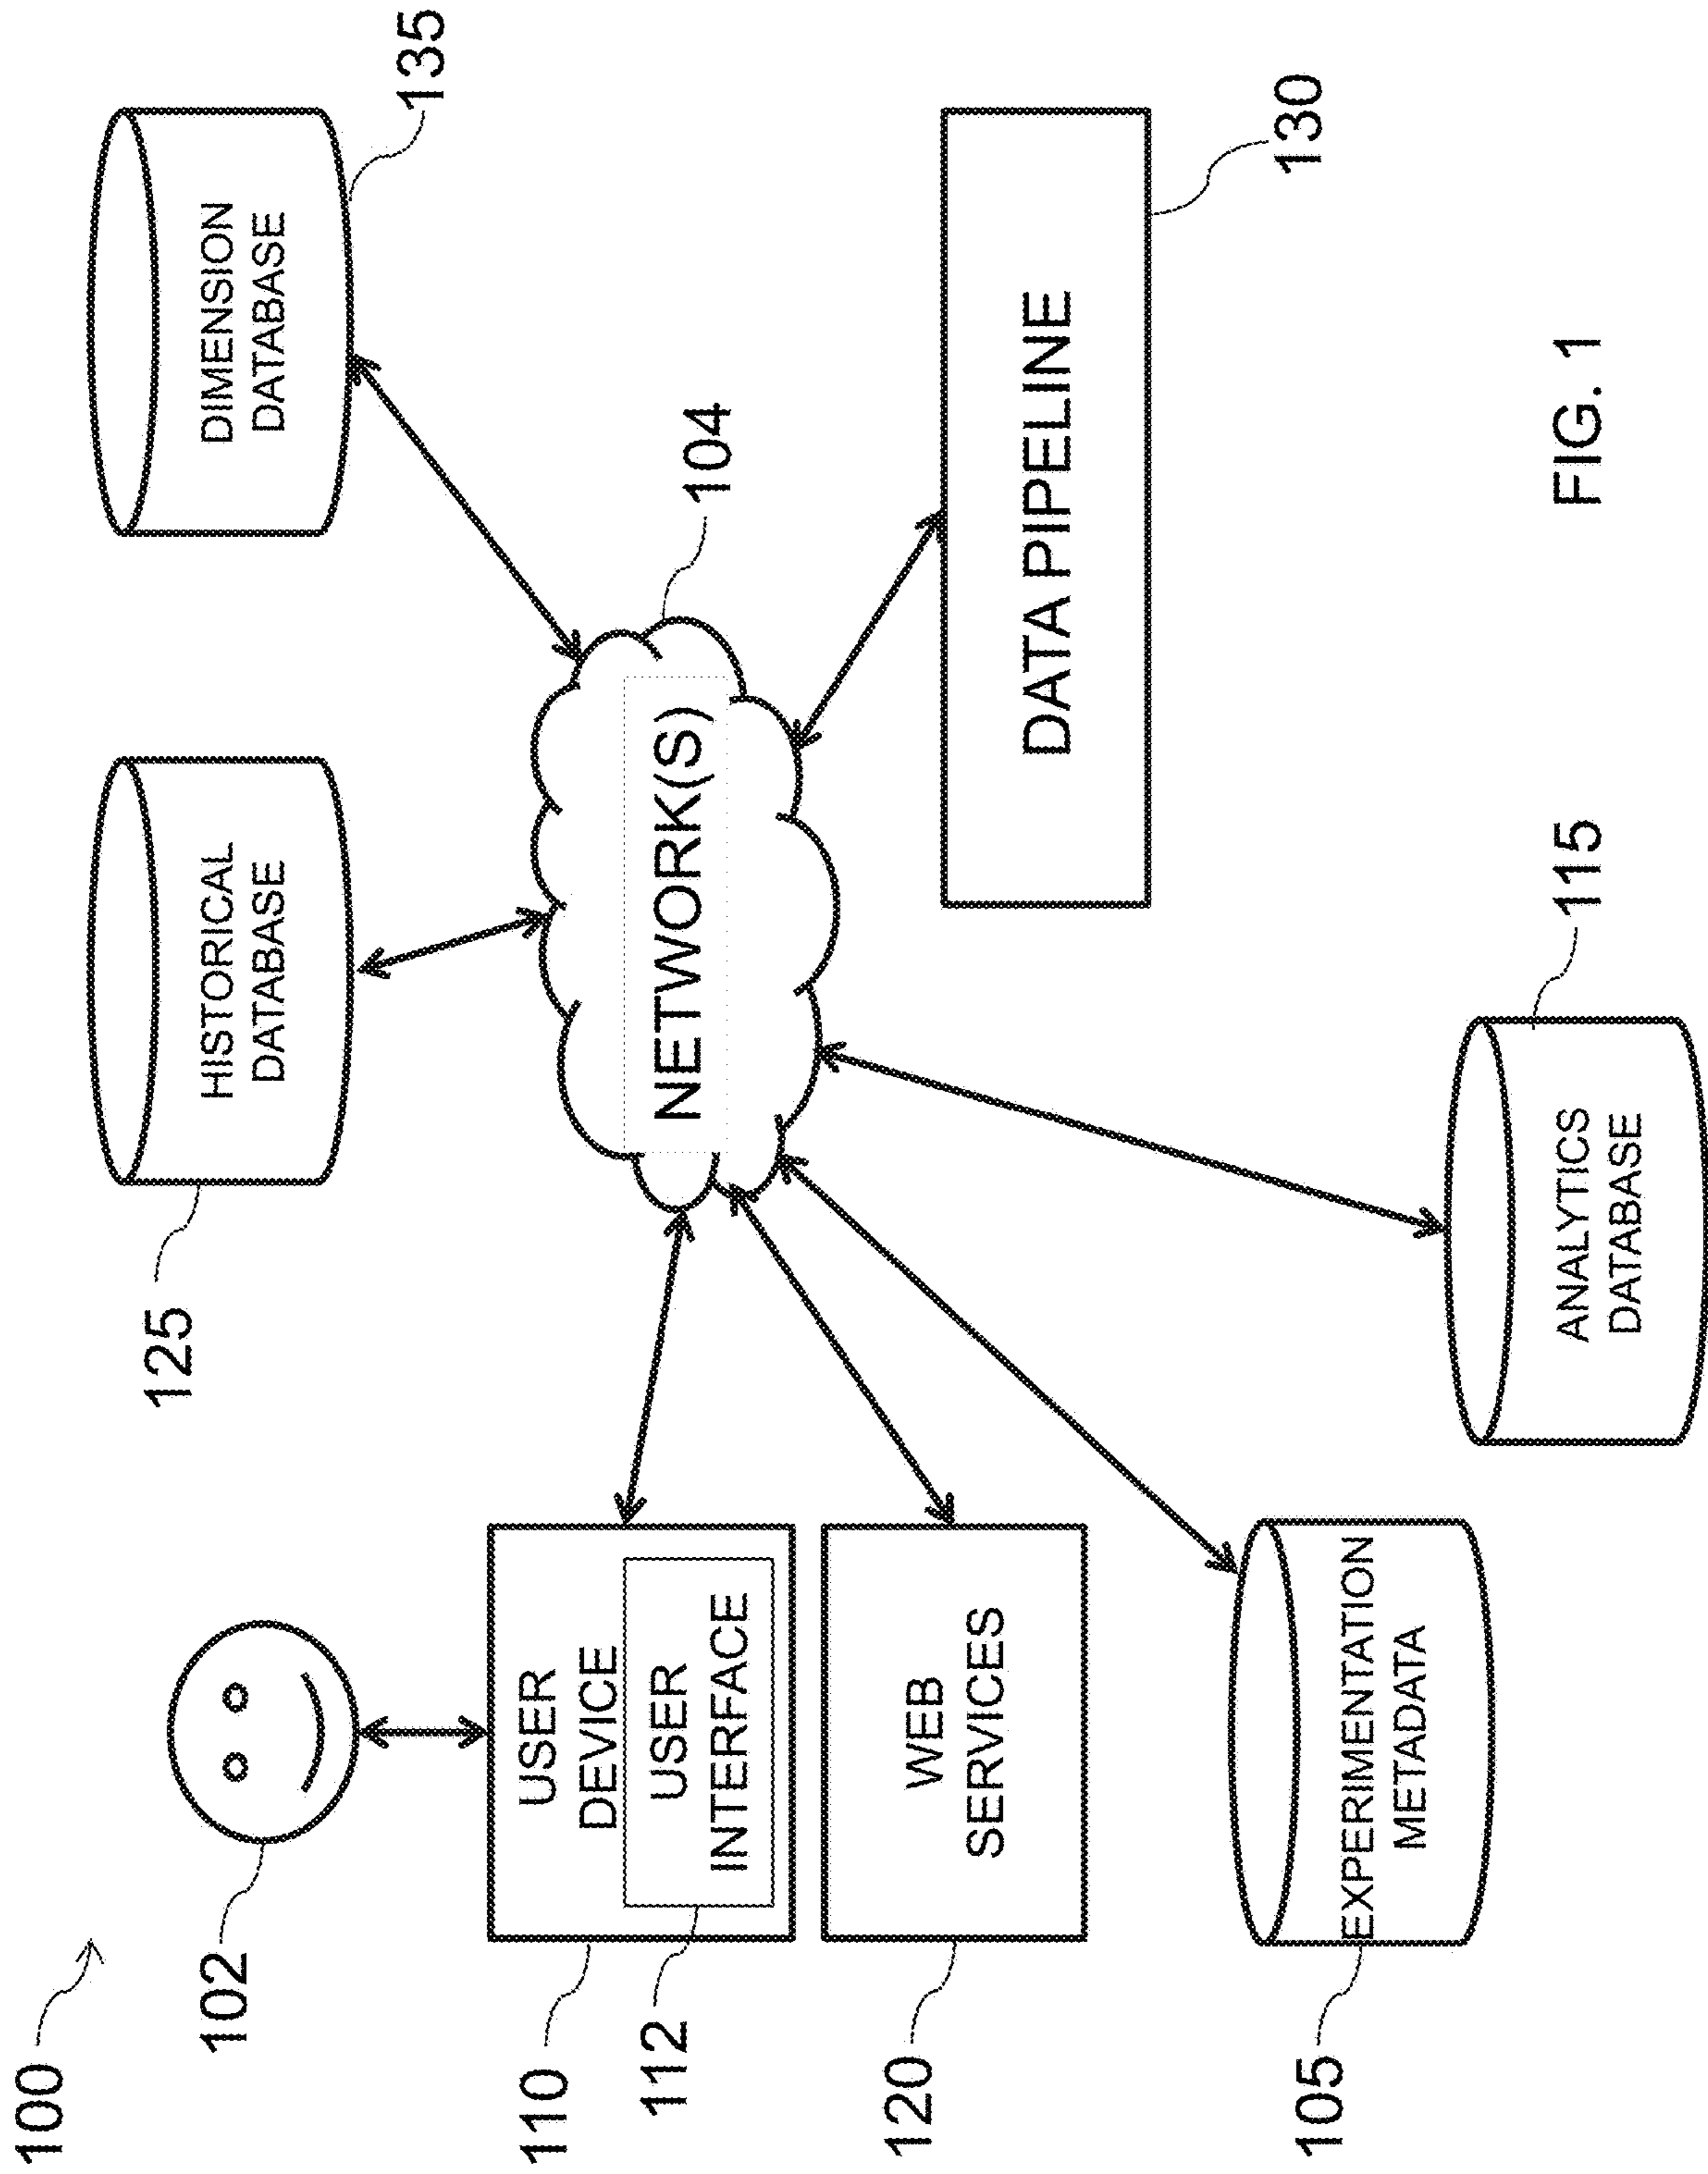 100
102
125
135
HISTORICAL
DATABASE
DIMENSION
DATABASE
110
USER
DEVICE
112
USER
INTERFACE
NETWORK(S)
104
120
WEB
SERVICES
DATA PIPELINE
130
105
EXPERIMENTATION
METADATA
ANALYTICS
DATABASE
115
FIG. 1